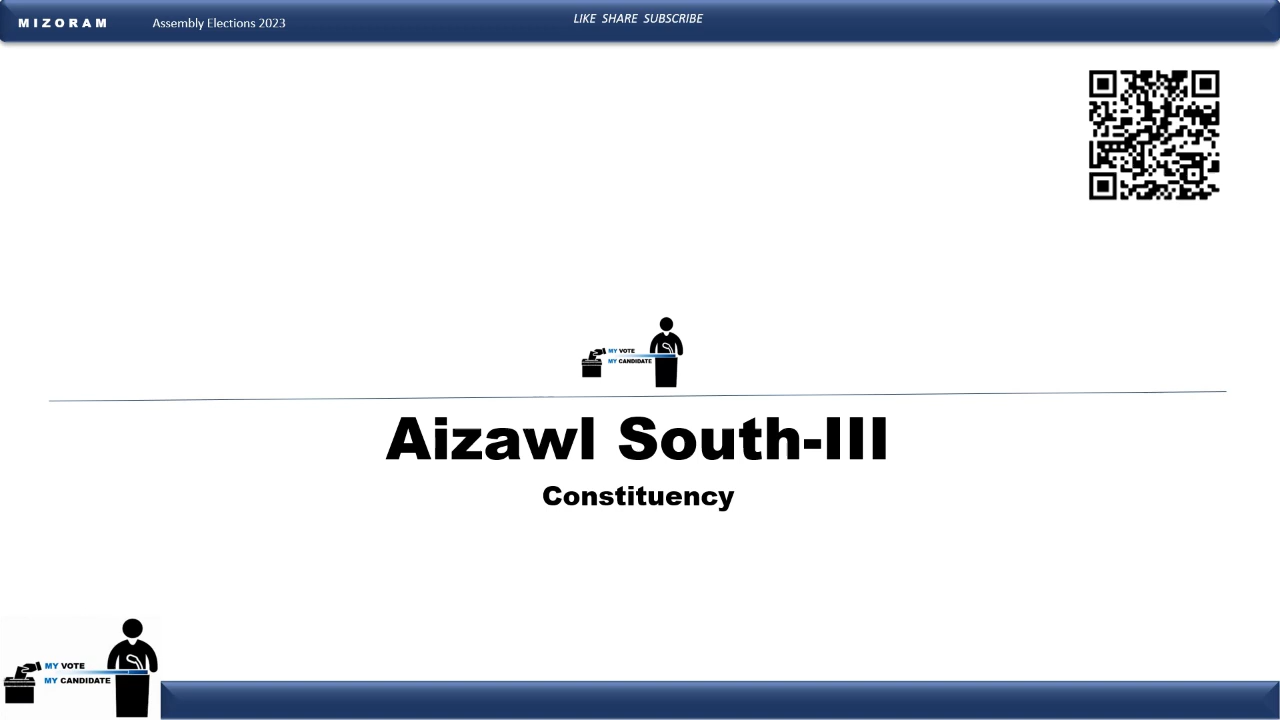 MIZORAM
Assembly Elections 2023
LIKE SHARE SUBSCRIBE
MY VOTE
MY CANDIDATE
Aizawl South-III
Constituency
MY VOTE
MY CANDIDATE